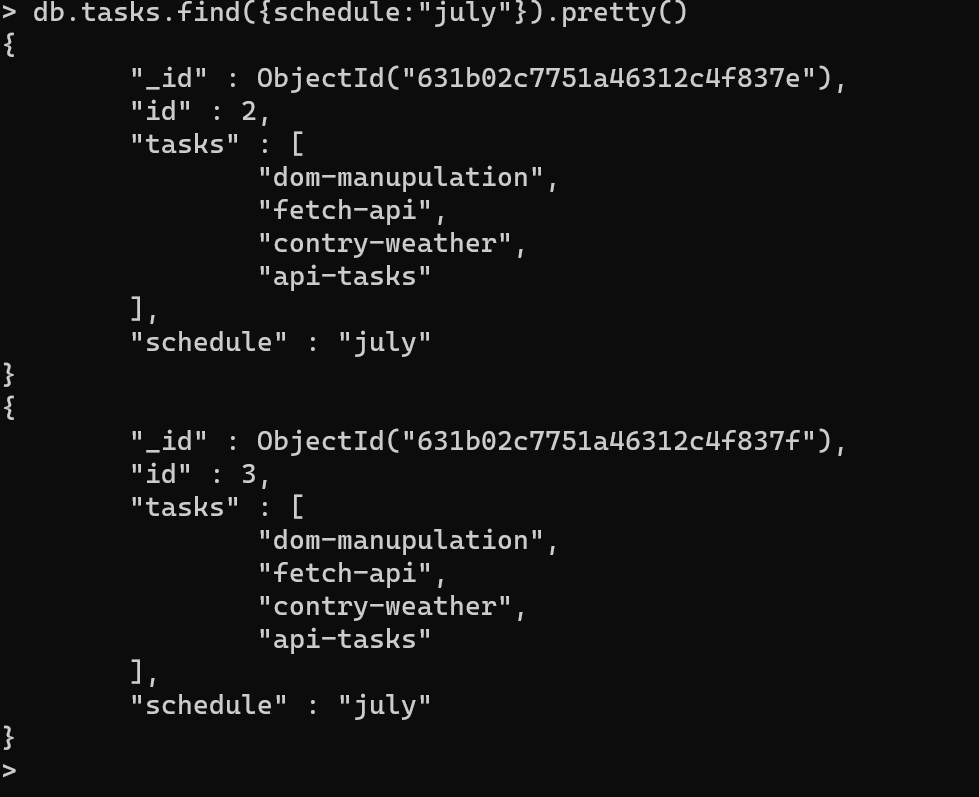 > db.tasks.find({schedule:"july"}).pretty()
{
        "_id" : ObjectId("631b02c7751a46312c4f837e"),
        "id" : 2,
        "tasks" : [
                "dom-manupulation",
                "fetch-api",
                "contry-weather",
                "api-tasks"
        ],
        "schedule" : "july"
}
{
        "_id" : ObjectId("631b02c7751a46312c4f837f"),
        "id" : 3,
        "tasks" : [
                "dom-manupulation",
                "fetch-api",
                "contry-weather",
                "api-tasks"
        ],
        "schedule" : "july"
}
>